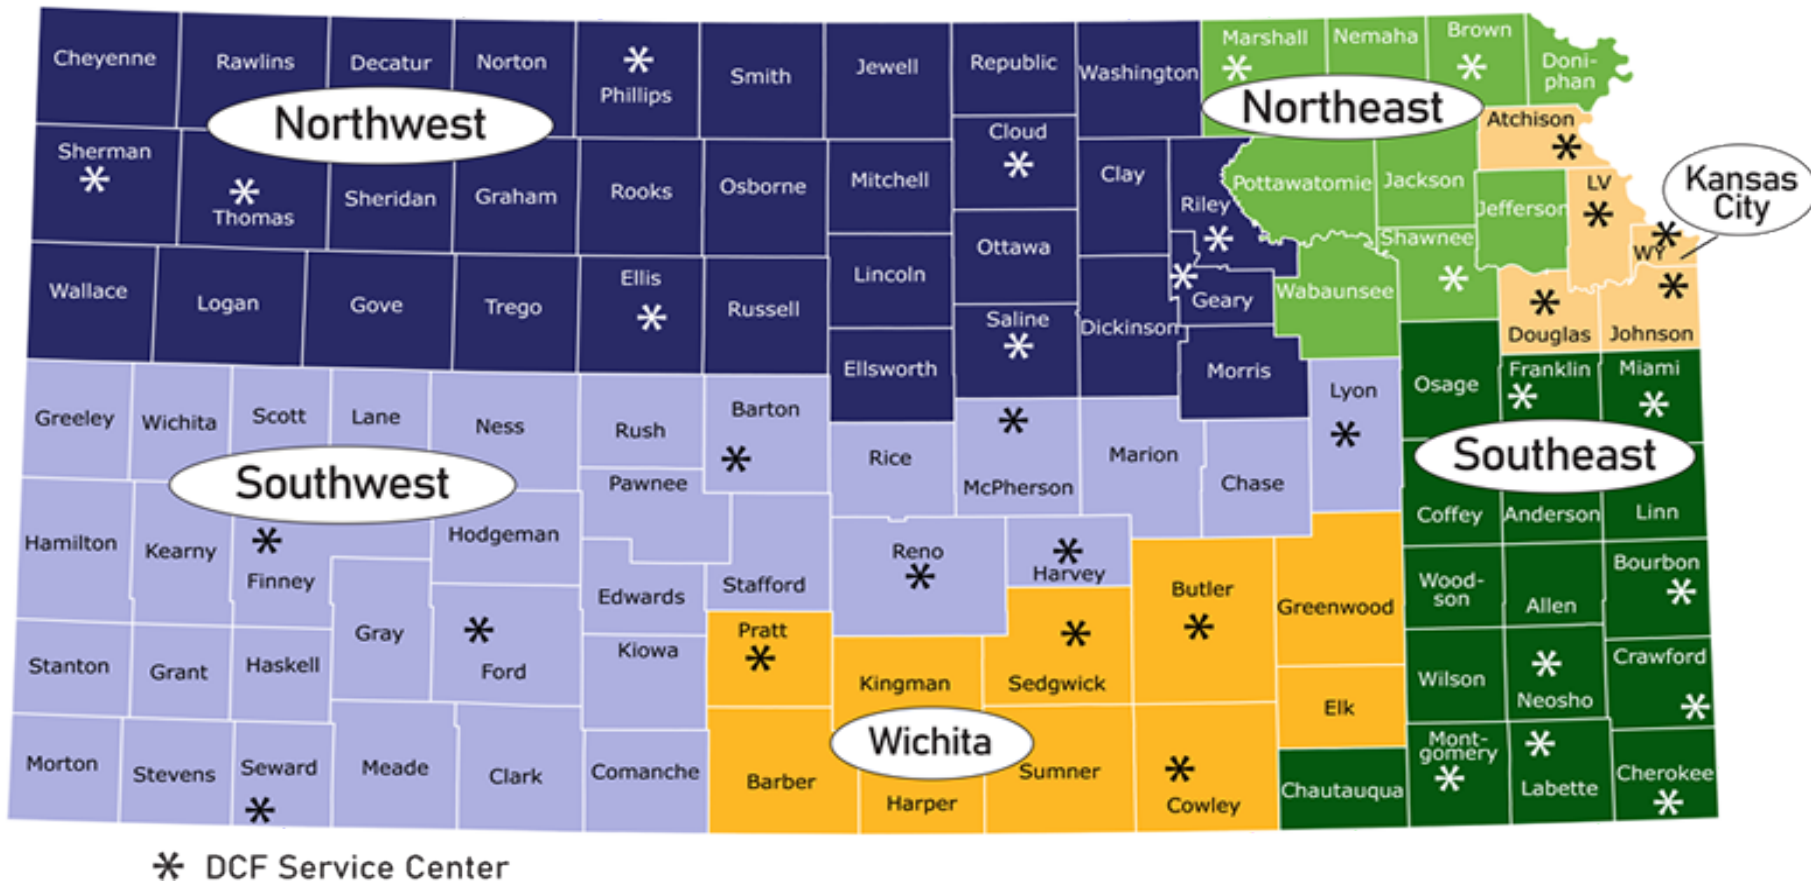 Cheyenne
Rawlins
Decatur
Norton
Phillips
Smith
Jewell
Republic
Washington
Marshall
Nemaha
Brown
Doni-
phan
Northwest
Northeast
Atchison
Sherman
Thomas
Sheridan
Graham
Rooks
Osborne
Mitchell
Cloud
Clay
Riley
Pottawatomie
Jackson
Jefferson
LV
Kansas
City
Wallace
Logan
Gove
Trego
Ellis
Russell
Lincoln
Ottawa
Saline
Dickinson
Geary
Wabaunsee
Shawnee
WY
Douglas
Johnson
Ellsworth
Morris
Greeley
Wichita
Scott
Lane
Ness
Rush
Barton
Rice
McPherson
Marion
Chase
Lyon
Osage
Franklin
Miami
Southwest
Southeast
Pawnee
Hamilton
Kearny
Finney
Hodgeman
Edwards
Stafford
Reno
Harvey
Butler
Greenwood
Coffey
Anderson
Linn
Wood-
son
Allen
Bourbon
Stanton
Grant
Haskell
Gray
Ford
Kiowa
Pratt
Kingman
Sedgwick
Elk
Wilson
Neosho
Crawford
Wichita
Morton
Stevens
Seward
Meade
Clark
Comanche
Barber
Harper
Sumner
Cowley
Chautauqua
Mont-
gomery
Labette
Cherokee
* DCF Service Center